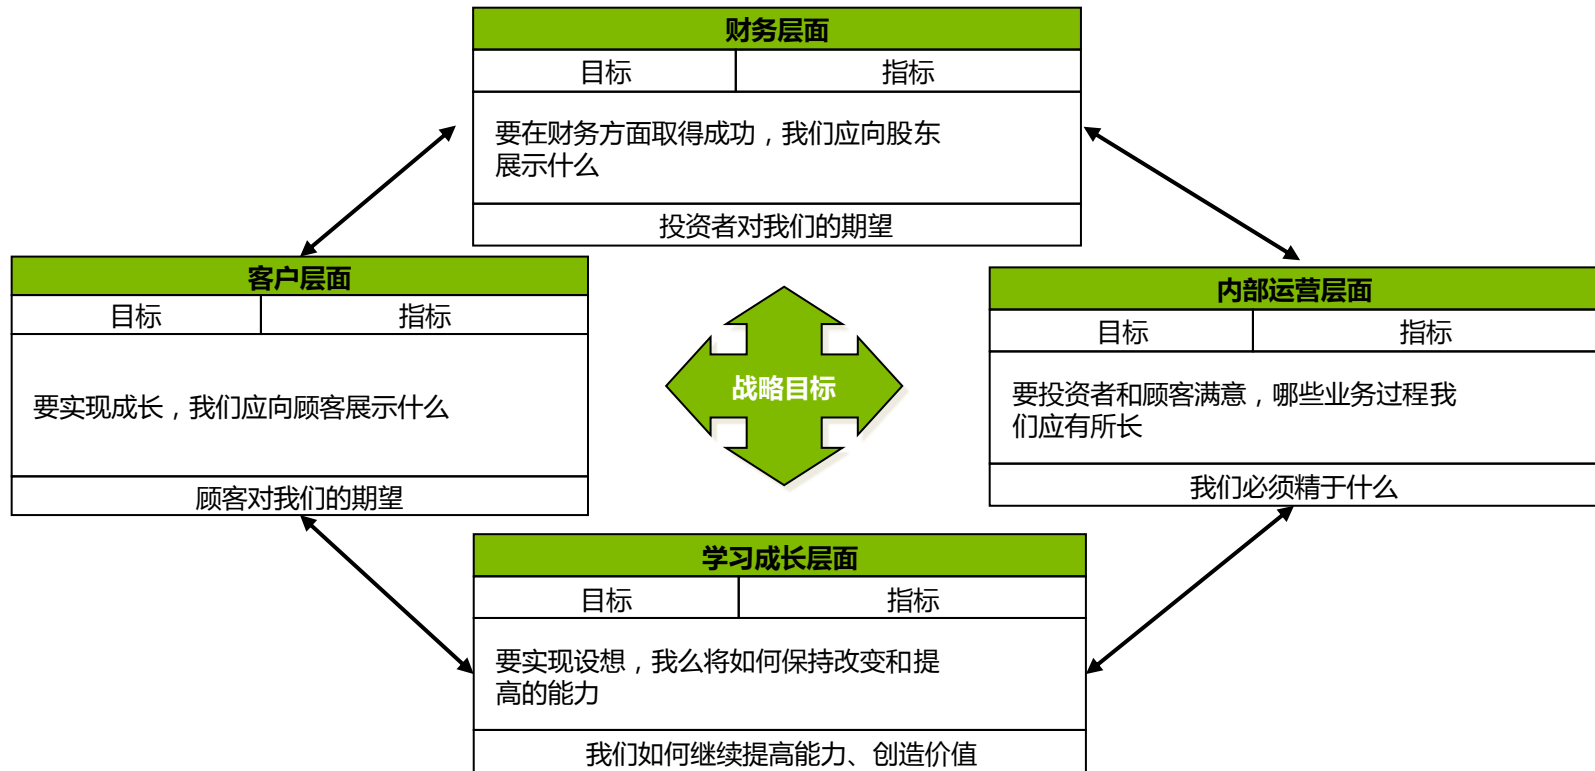 财务层面
目标 指标
要在财务方面取得成功，我们应向股东
展示什么
投资者对我们的期望
客户层面
目标 指标
要实现成长，我们应向顾客展示什么
顾客对我们的期望
战略目标
内部运营层面
目标 指标
要投资者和顾客满意，哪些业务过程我
们应有所长
我们必须精于什么
学习成长层面
目标 指标
要实现设想，我么将如何保持改变和提
高的能力
我们如何继续提高能力、创造价值